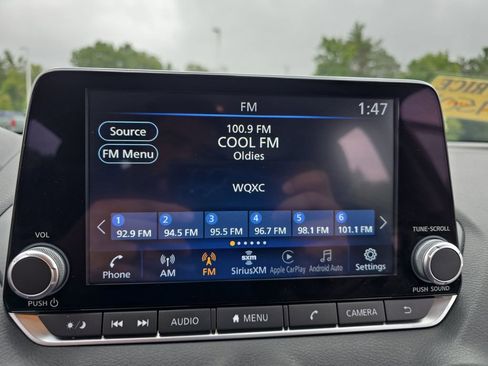 FM 1:47
Source
100.9 FM
COOL FM
FM Menu
Oldies
WQXC
1 2 3 4 5 6
92.9 FM 94.5 FM 95.5 FM 96.7 FM 98.1 FM 101.1 FM
VOL
TUNE·SCROLL
Phone AM FM sxm SiriusXM Apple CarPlay Android Auto Settings
PUSH
PUSH SOUND
AUDIO MENU CAMERA
RICE